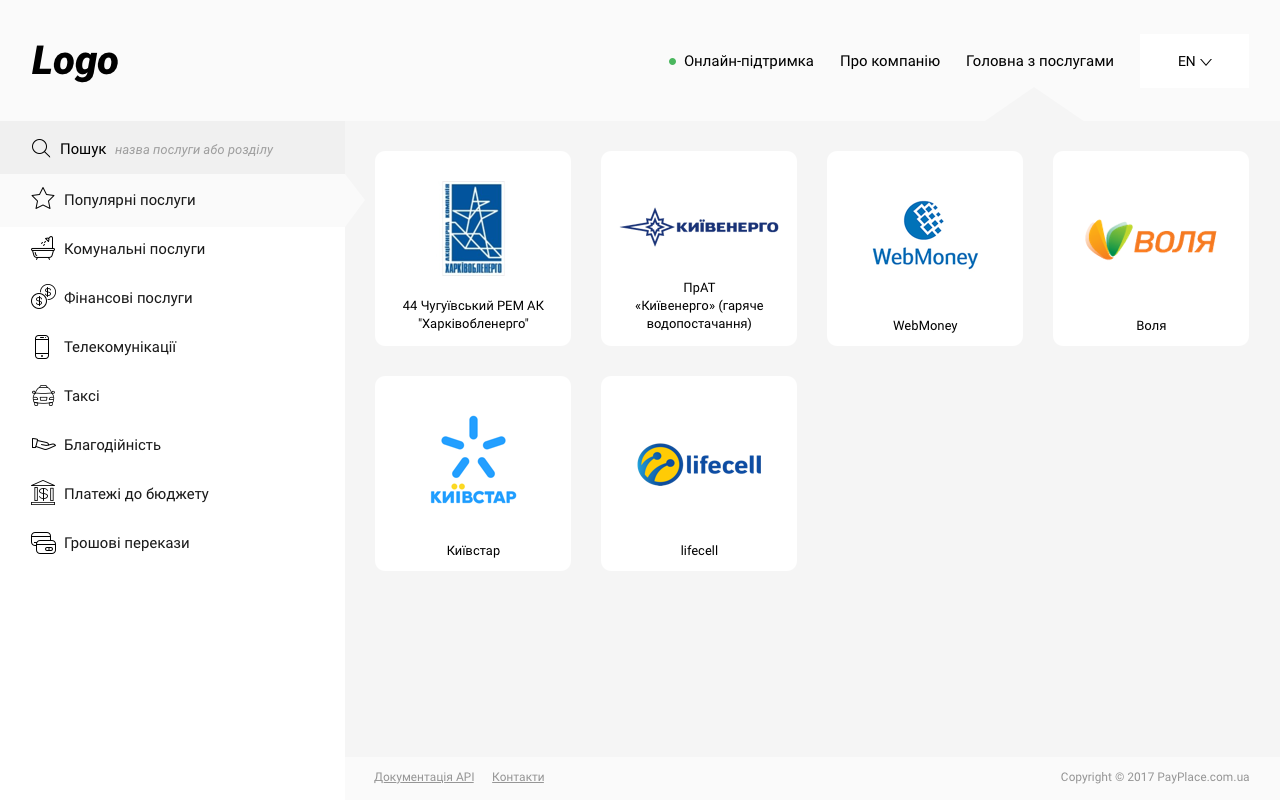 Logo
Онлайн-підтримка
Про компанію
Головна з послугами
EN
Пошук назва послуги або розділу
Популярні послуги
Комунальні послуги
Фінансові послуги
Телекомунікації
Таксі
Благодійність
Платежі до бюджету
Грошові перекази
АКЦІОНЕРНА КОМПАНІЯ
ХАРКІВОБЛЕНЕРГО
44 Чугуївський РЕМ АК
"Харківобленерго"
КИЇВЕНЕРГО
ПрАТ
«Київенерго» (гаряче
водопостачання)
WebMoney
WebMoney
ВОЛЯ
Воля
КИЇВСТАР
Київстар
lifecell
lifecell
Документація API
Контакти
Copyright © 2017 PayPlace.com.ua